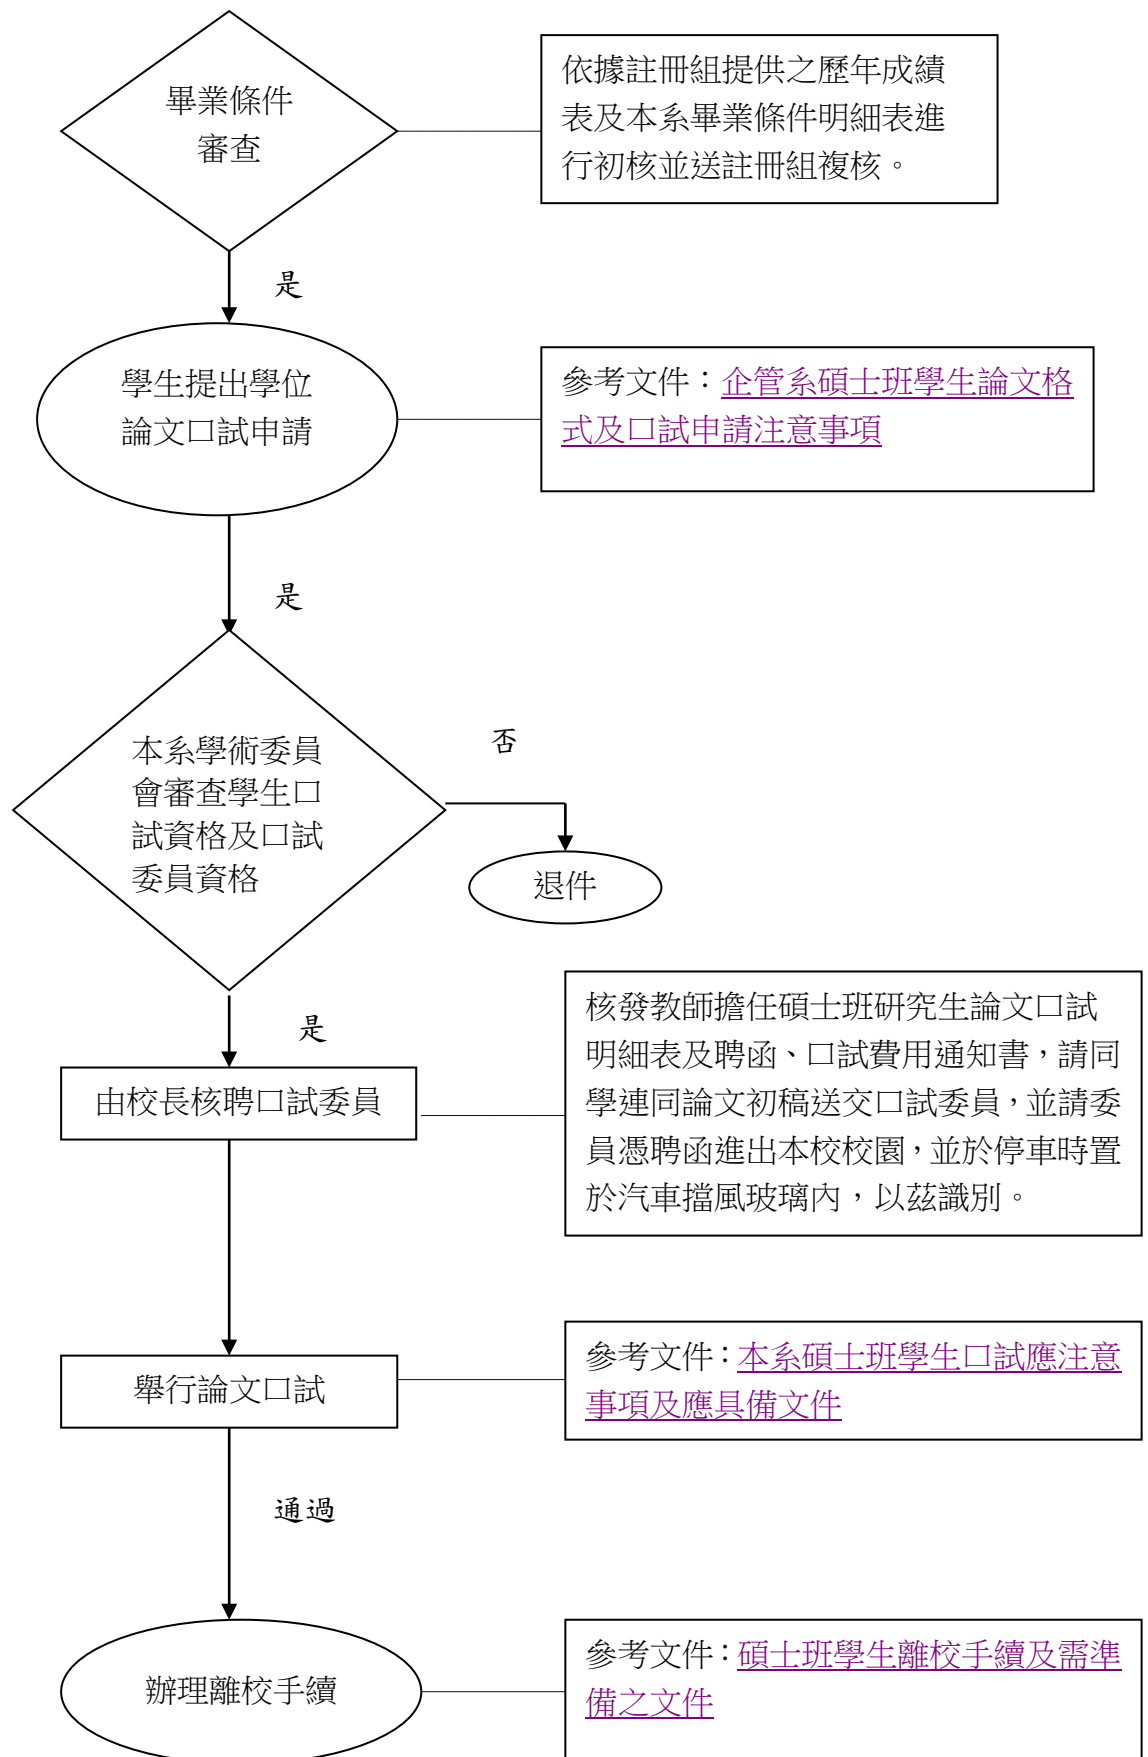 畢業條件
審查
依據註冊組提供之歷年成績
表及本系畢業條件明細表進
行初核並送註冊組複核。
是
學生提出學位
論文口試申請
參考文件：企管系碩士班學生論文格
式及口試申請注意事項
是
本系學術委員
會審查學生口
試資格及口試
委員資格
否
退件
是
由校長核聘口試委員
核發教師擔任碩士班研究生論文口試
明細表及聘函、口試費用通知書，請同
學連同論文初稿送交口試委員，並請委
員憑聘函進出本校校園，並於停車時置
於汽車擋風玻璃內，以茲識別。
舉行論文口試
參考文件：本系碩士班學生口試應注意
事項及應具備文件
通過
辦理離校手續
參考文件：碩士班學生離校手續及需準
備之文件